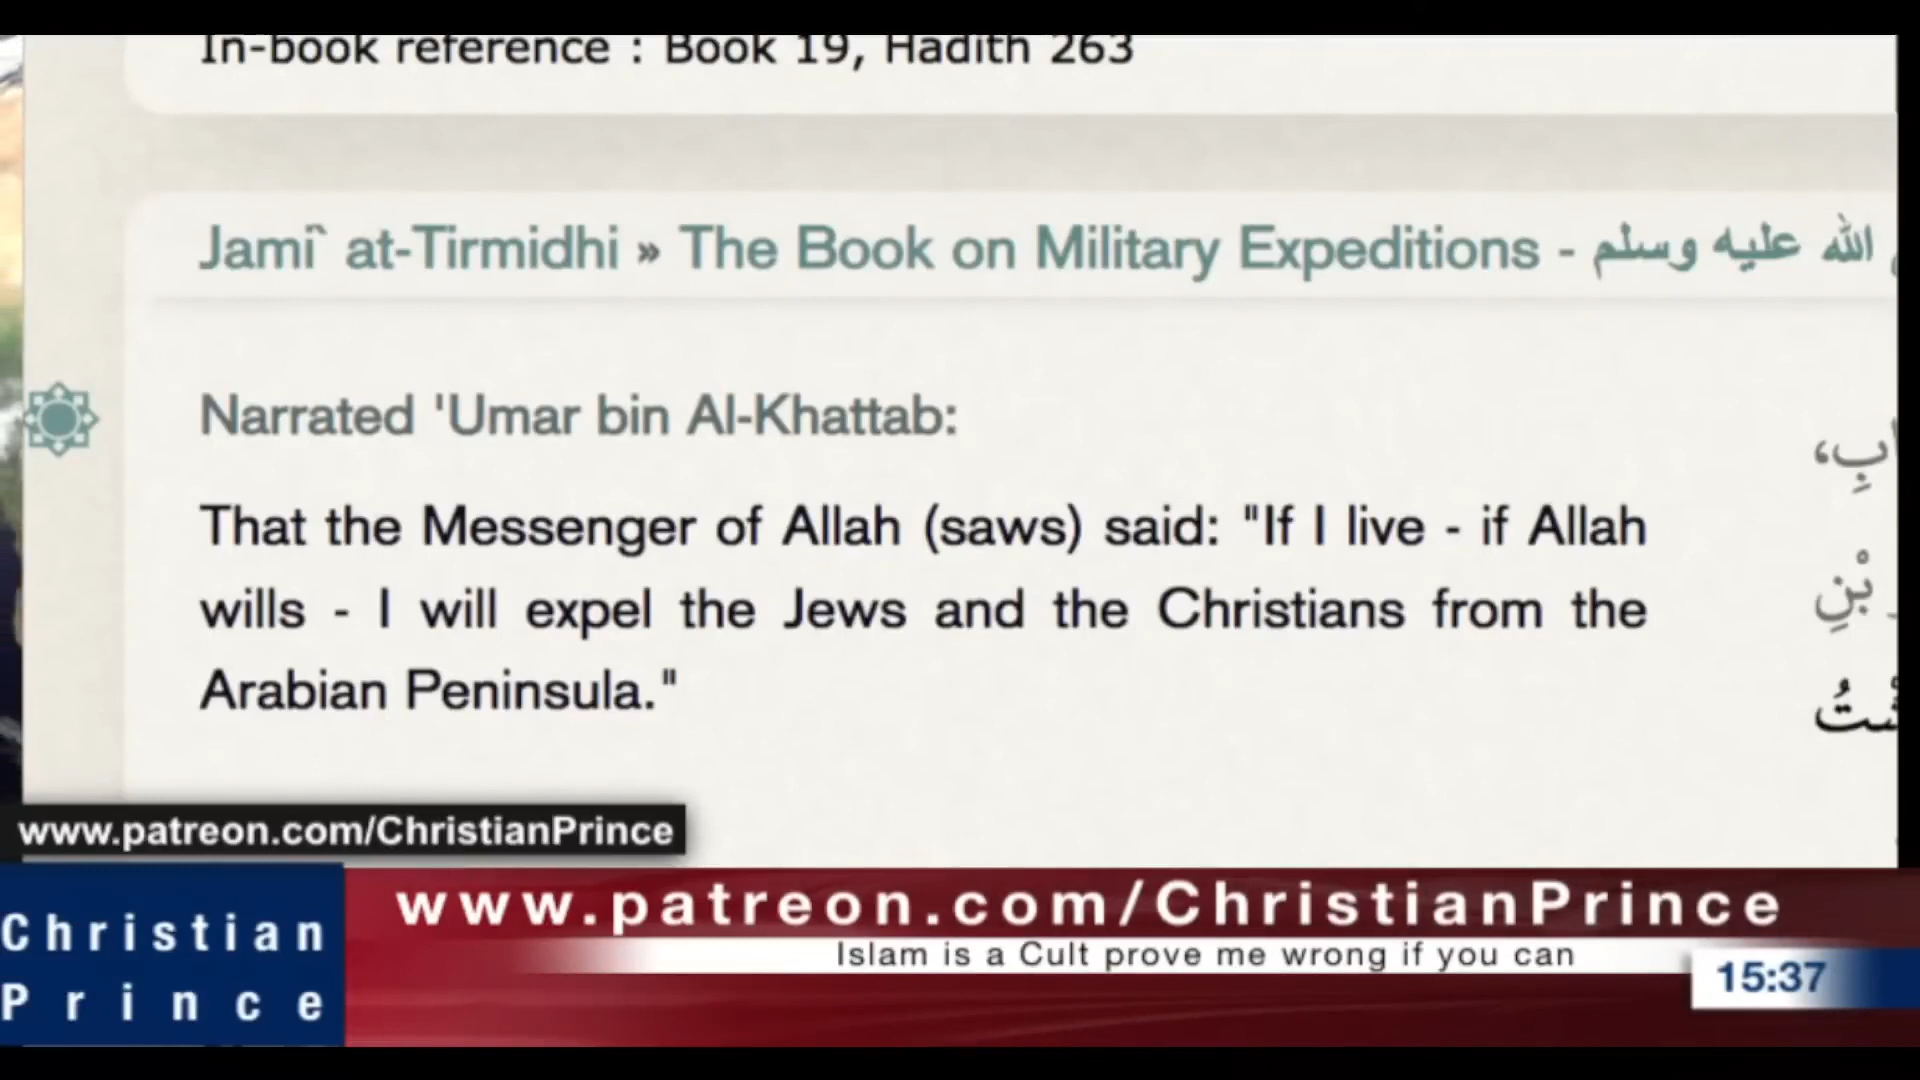 In-book reference : Book 19, Hadith 263
Jami` at-Tirmidhi » The Book on Military Expeditions - الله عليه وسلم
Narrated 'Umar bin Al-Khattab:
That the Messenger of Allah (saws) said: "If I live - if Allah
wills - I will expel the Jews and the Christians from the
Arabian Peninsula."
www.patreon.com/ChristianPrince
Christian
Prince
www.patreon.com/ChristianPrince
Islam is a Cult prove me wrong if you can
15:37